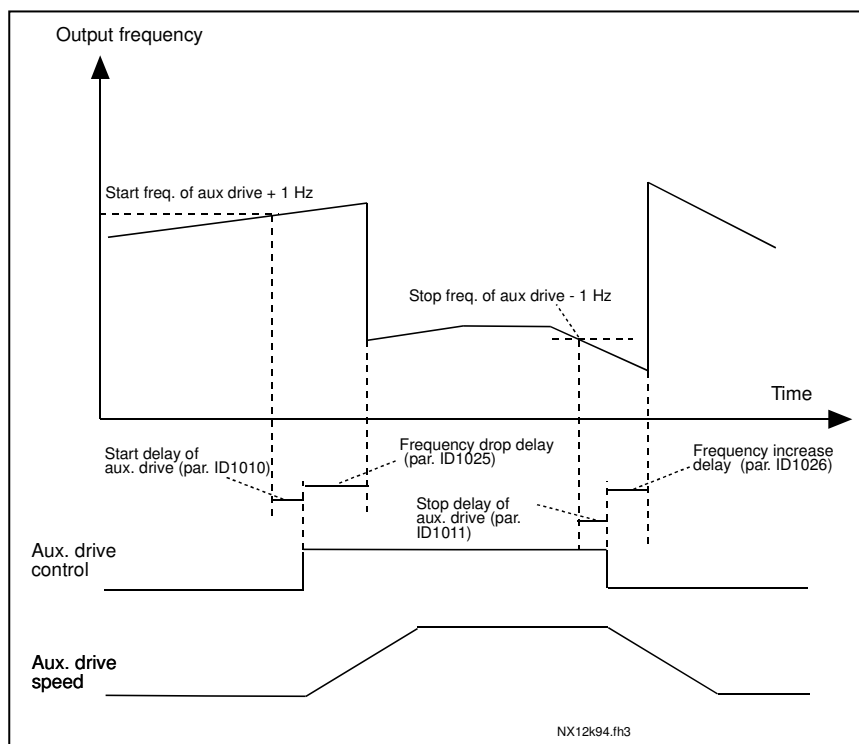 Output frequency
Start freq. of aux drive + 1 Hz
Stop freq. of aux drive - 1 Hz
Time
Start delay of
aux. drive (par. ID1010)
Frequency drop delay
(par. ID1025)
Frequency increase
delay (par. ID1026)
Stop delay of
aux. drive (par.
ID1011)
Aux. drive
control
Aux. drive
speed
NX12k94.fh3